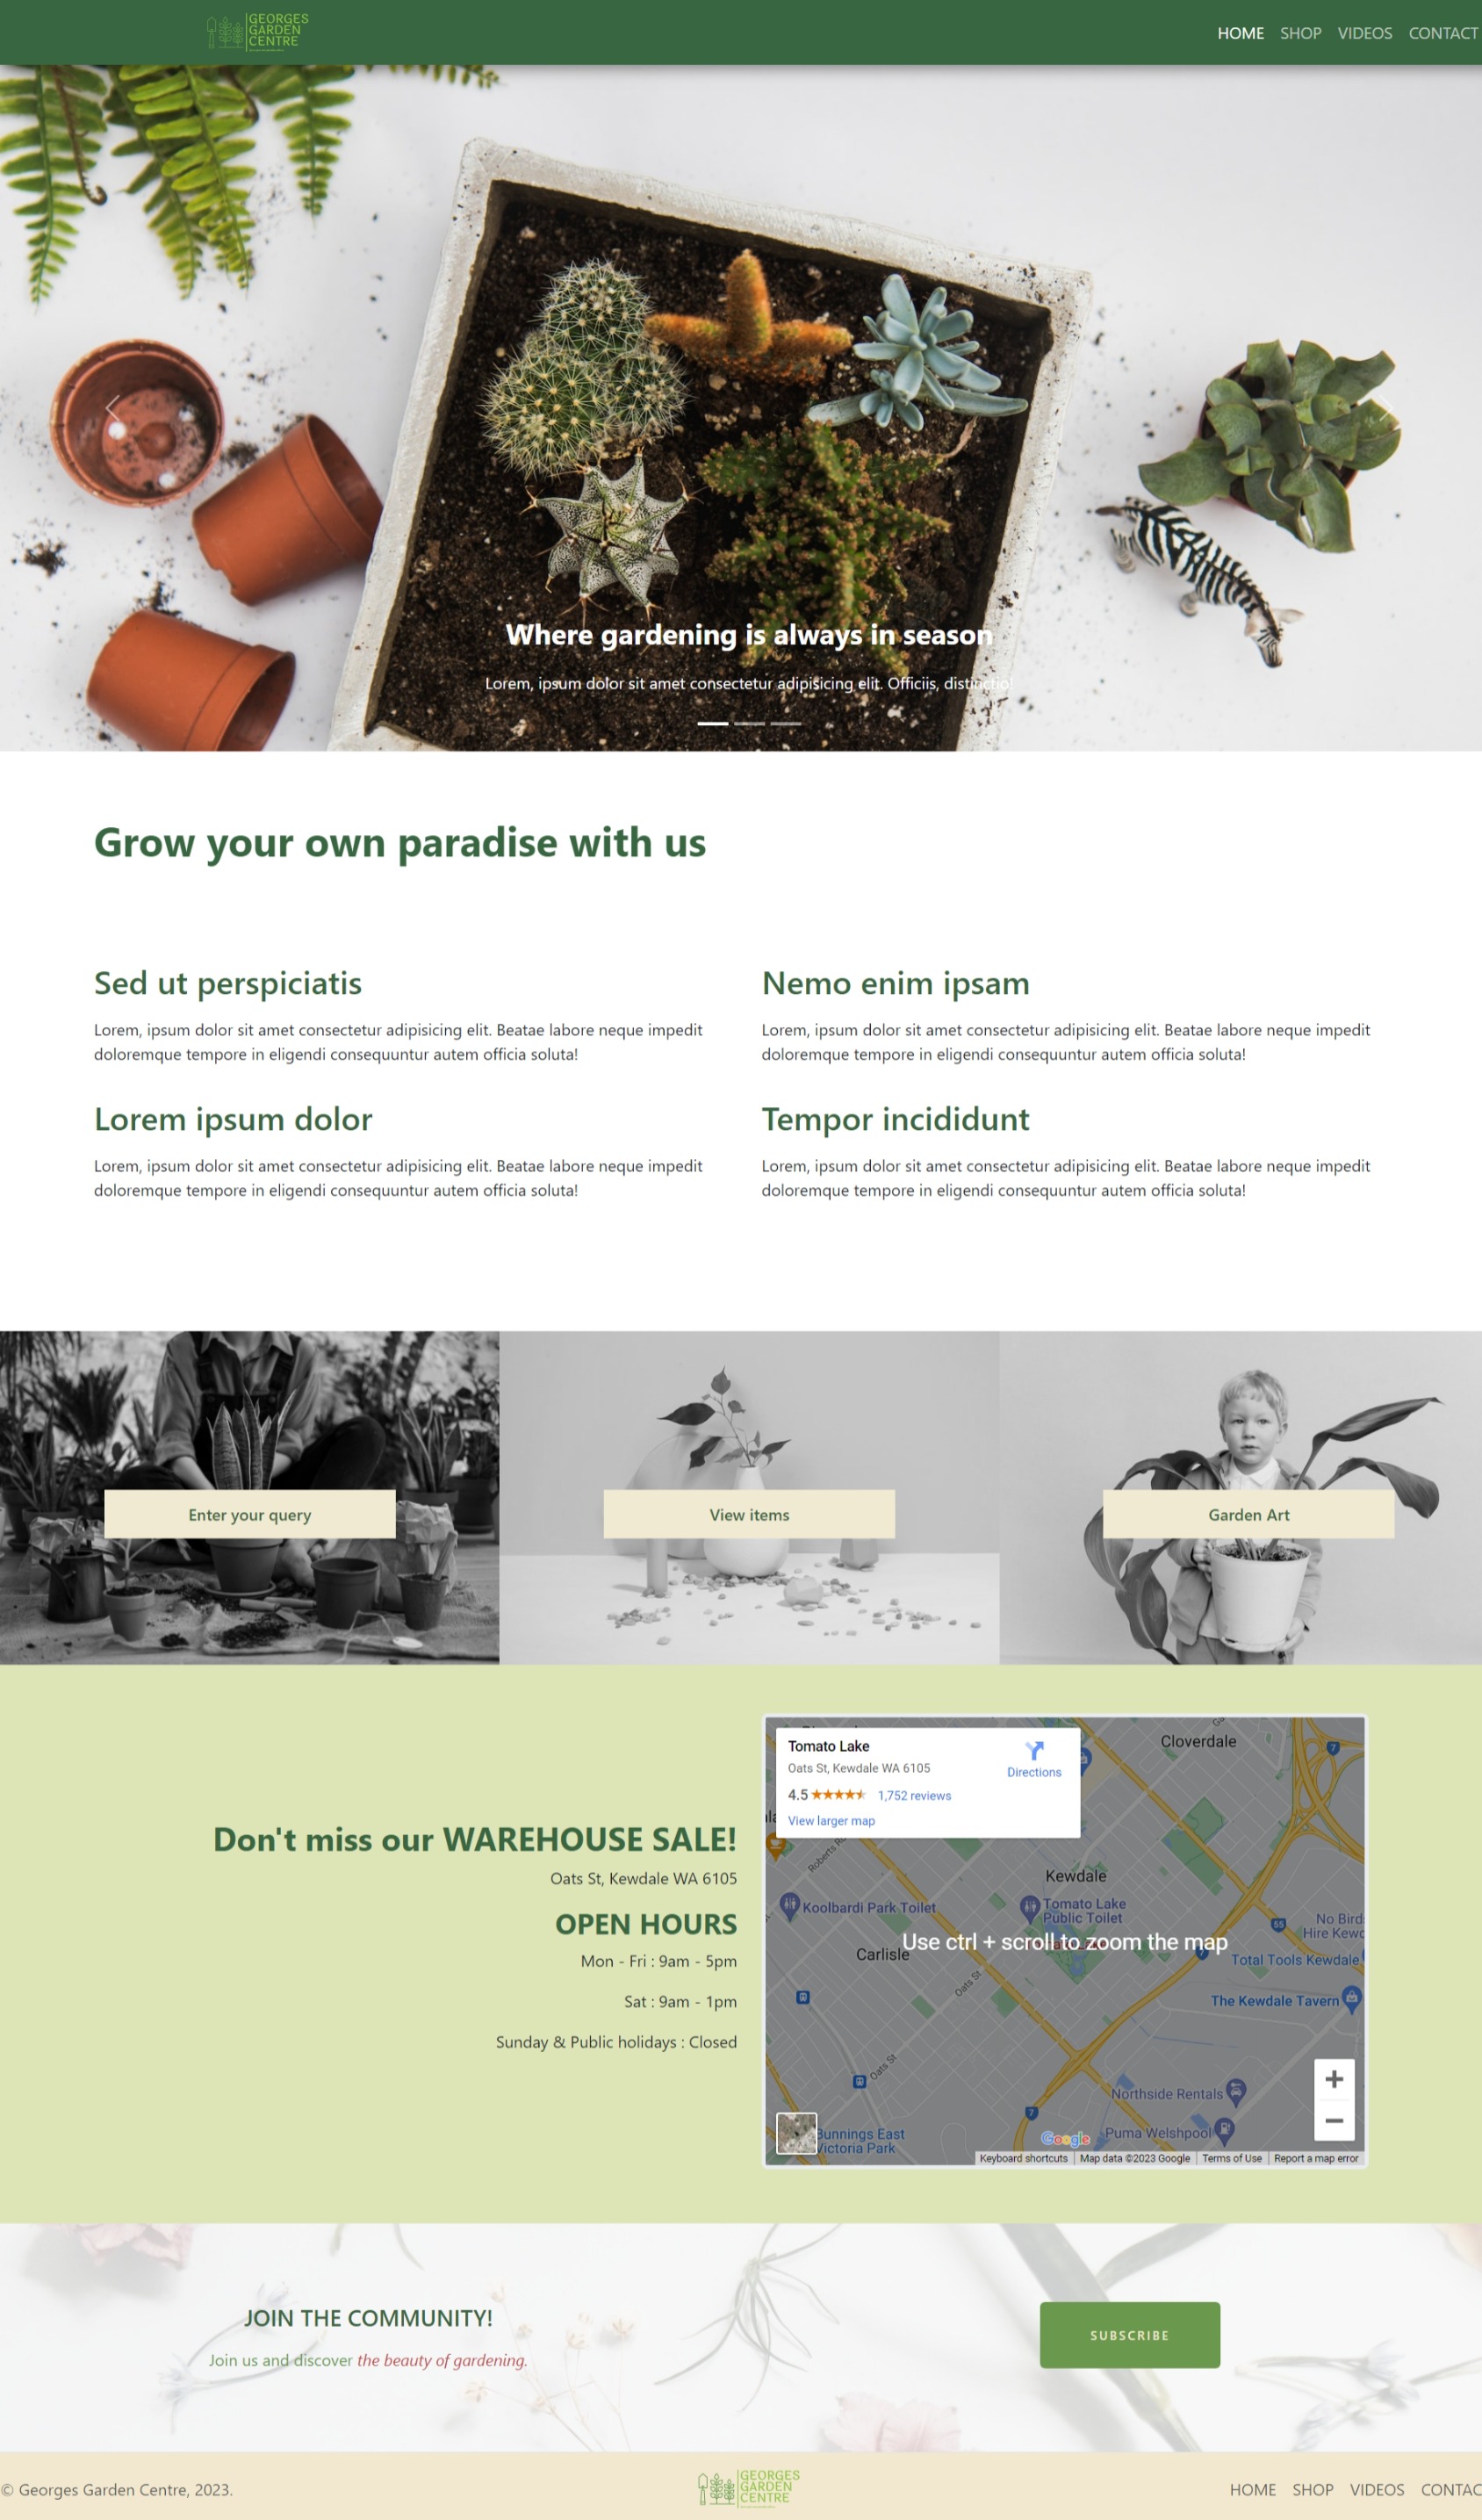 GEORGES
GARDEN
CENTRE
HOME SHOP VIDEOS CONTACT
Where gardening is always in season
Lorem, ipsum dolor sit amet consectetur adipisicing elit. Officiis, distinctio!
Grow your own paradise with us
Sed ut perspiciatis
Lorem, ipsum dolor sit amet consectetur adipisicing elit. Beatae labore neque impedit
doloremque tempore in eligendi consequuntur autem officia soluta!
Nemo enim ipsam
Lorem, ipsum dolor sit amet consectetur adipisicing elit. Beatae labore neque impedit
doloremque tempore in eligendi consequuntur autem officia soluta!
Lorem ipsum dolor
Lorem, ipsum dolor sit amet consectetur adipisicing elit. Beatae labore neque impedit
doloremque tempore in eligendi consequuntur autem officia soluta!
Tempor incididunt
Lorem, ipsum dolor sit amet consectetur adipisicing elit. Beatae labore neque impedit
doloremque tempore in eligendi consequuntur autem officia soluta!
Enter your query
View items
Garden Art
Don't miss our WAREHOUSE SALE!
Oats St, Kewdale WA 6105
OPEN HOURS
Mon - Fri : 9am - 5pm
Sat : 9am - 1pm
Sunday & Public holidays : Closed
Tomato Lake
Oats St, Kewdale WA 6105
Directions
4.5 1,752 reviews
View larger map
Cloverdale
7
Roberts
Kewdale
Koolbardi Park Toilet
Tomato Lake
Public Toilet
55
No Bird
Hire
Use ctrl + scroll to zoom the map
Carlisle
7
Total Tools Kewdale
Oats St
The Kewdale Tavern
Oats St
Northside Rentals
7
Puma Welshpool
Bunnings East
Victoria Park
Google
Keyboard shortcuts Map data ©2023 Google Terms of Use Report a map error
JOIN THE COMMUNITY!
Join us and discover the beauty of gardening.
SUBSCRIBE
© Georges Garden Centre, 2023.
GEORGES
GARDEN
CENTRE
HOME SHOP VIDEOS CONTAC